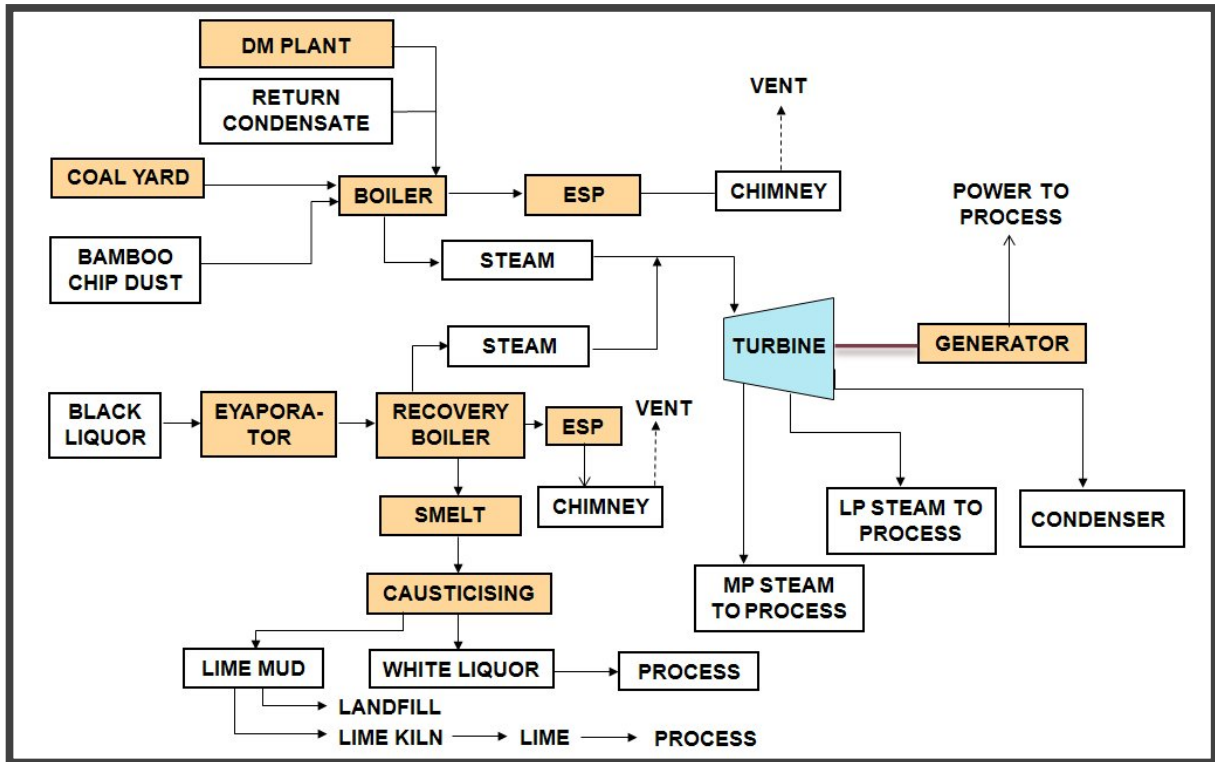 DM PLANT
RETURN
CONDENSATE
VENT
COAL YARD
BOILER
ESP
CHIMNEY
POWER TO
PROCESS
BAMBOO
CHIP DUST
STEAM
STEAM
TURBINE
GENERATOR
BLACK
LIQUOR
EYAPORA-
TOR
RECOVERY
BOILER
ESP
VENT
CHIMNEY
SMELT
LP STEAM TO
PROCESS
CONDENSER
CAUSTICISING
MP STEAM
TO PROCESS
LIME MUD
WHITE LIQUOR
PROCESS
LANDFILL
LIME KILN
LIME
PROCESS